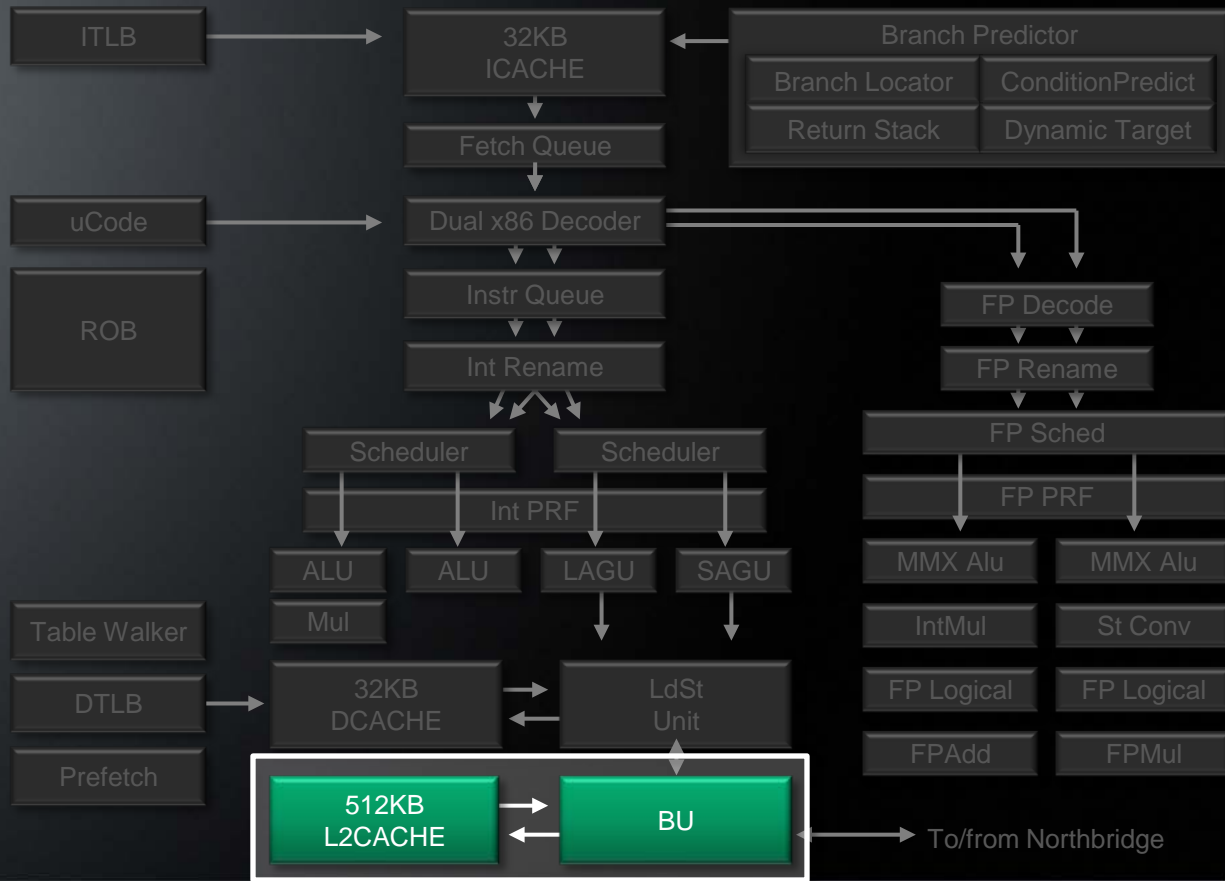 ITLB
32KB
ICACHE
Branch Predictor
Branch Locator
ConditionPredict
Return Stack
Dynamic Target
Fetch Queue
uCode
Dual x86 Decoder
ROB
Instr Queue
FP Decode
Int Rename
FP Rename
Scheduler
Scheduler
FP Sched
Int PRF
FP PRF
ALU
ALU
LAGU
SAGU
MMX Alu
MMX Alu
Mul
Table Walker
IntMul
St Conv
DTLB
32KB
DCACHE
LdSt
Unit
FP Logical
FP Logical
Prefetch
FPAdd
FPMul
512KB
L2CACHE
BU
To/from Northbridge